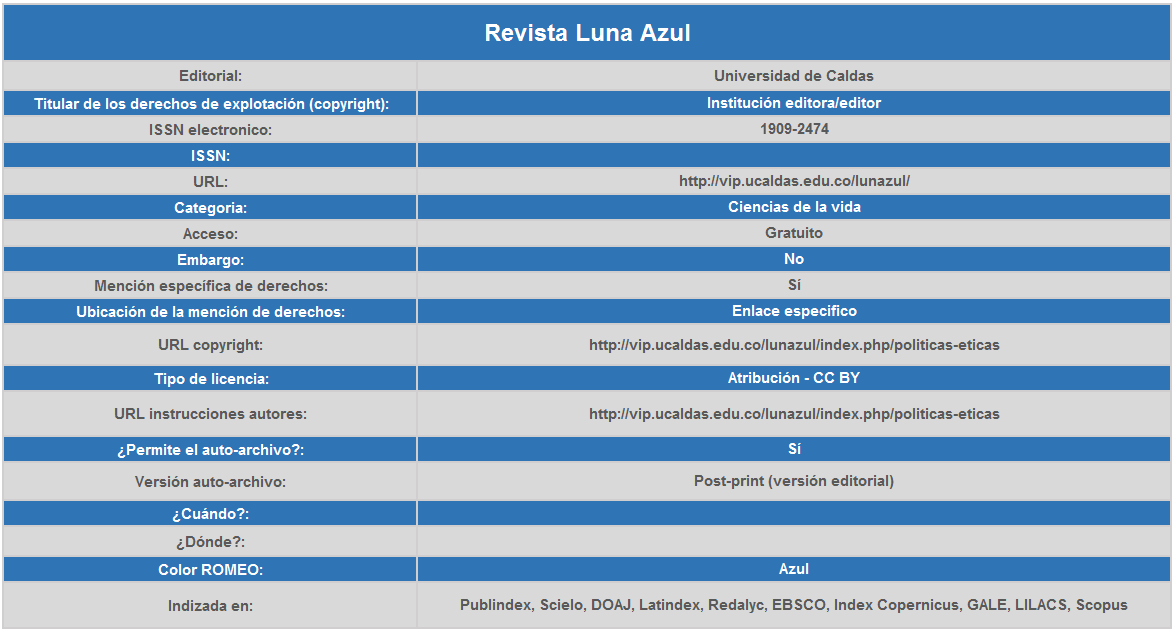 Revista Luna Azul
Editorial: Universidad de Caldas
Titular de los derechos de explotación (copyright): Institución editora/editor
ISSN electronico: 1909-2474
ISSN:
URL: http://vip.ucaldas.edu.co/lunazul/
Categoria: Ciencias de la vida
Acceso: Gratuito
Embargo: No
Mención específica de derechos: Sí
Ubicación de la mención de derechos: Enlace especifico
URL copyright: http://vip.ucaldas.edu.co/lunazul/index.php/politicas-eticas
Tipo de licencia: Atribución - CC BY
URL instrucciones autores: http://vip.ucaldas.edu.co/lunazul/index.php/politicas-eticas
¿Permite el auto-archivo?: Sí
Versión auto-archivo: Post-print (versión editorial)
¿Cuándo?:
¿Dónde?:
Color ROMEO: Azul
Indizada en: Publindex, Scielo, DOAJ, Latindex, Redalyc, EBSCO, Index Copernicus, GALE, LILACS, Scopus